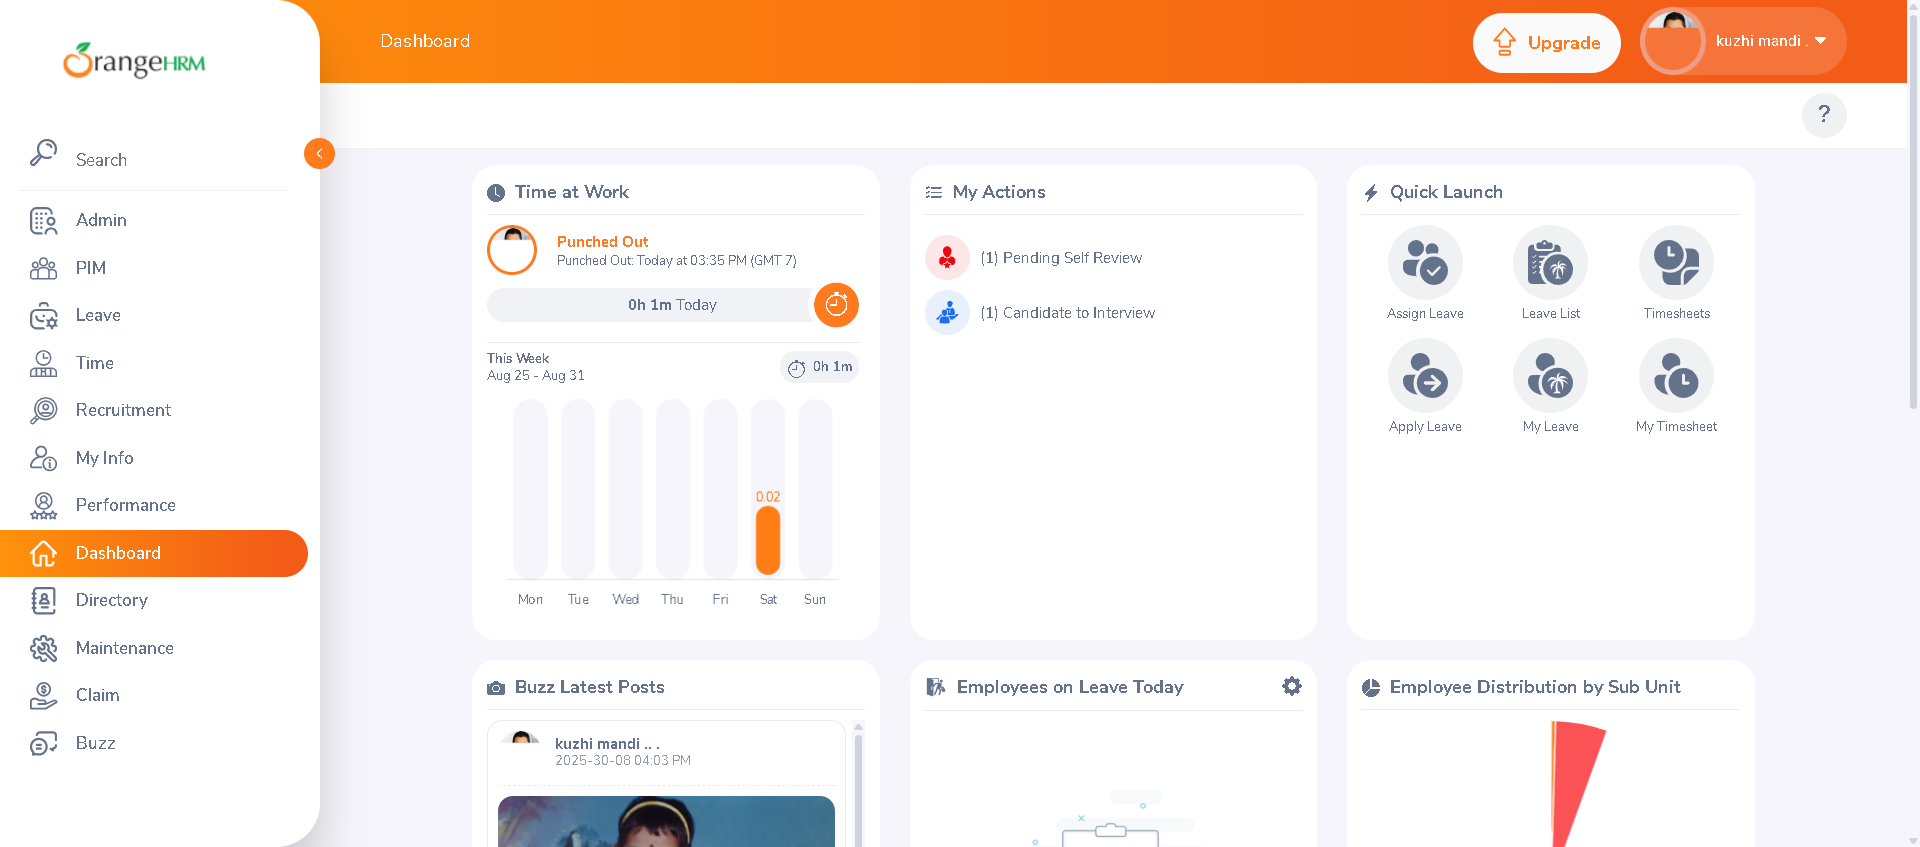 OrangeHRM
Dashboard
Upgrade
kuzhi mandi .
?
Search
Admin
PIM
Leave
Time
Recruitment
My Info
Performance
Dashboard
Directory
Maintenance
Claim
Buzz
Time at Work
Punched Out
Punched Out: Today at 03:35 PM (GMT 7)
0h 1m Today
This Week
Aug 25 - Aug 31
0h 1m
0.02
Mon Tue Wed Thu Fri Sat Sun
My Actions
(1) Pending Self Review
(1) Candidate to Interview
Quick Launch
Assign Leave Leave List Timesheets
Apply Leave My Leave My Timesheet
Buzz Latest Posts
kuzhi mandi .. .
2025-30-08 04:03 PM
Employees on Leave Today
Employee Distribution by Sub Unit